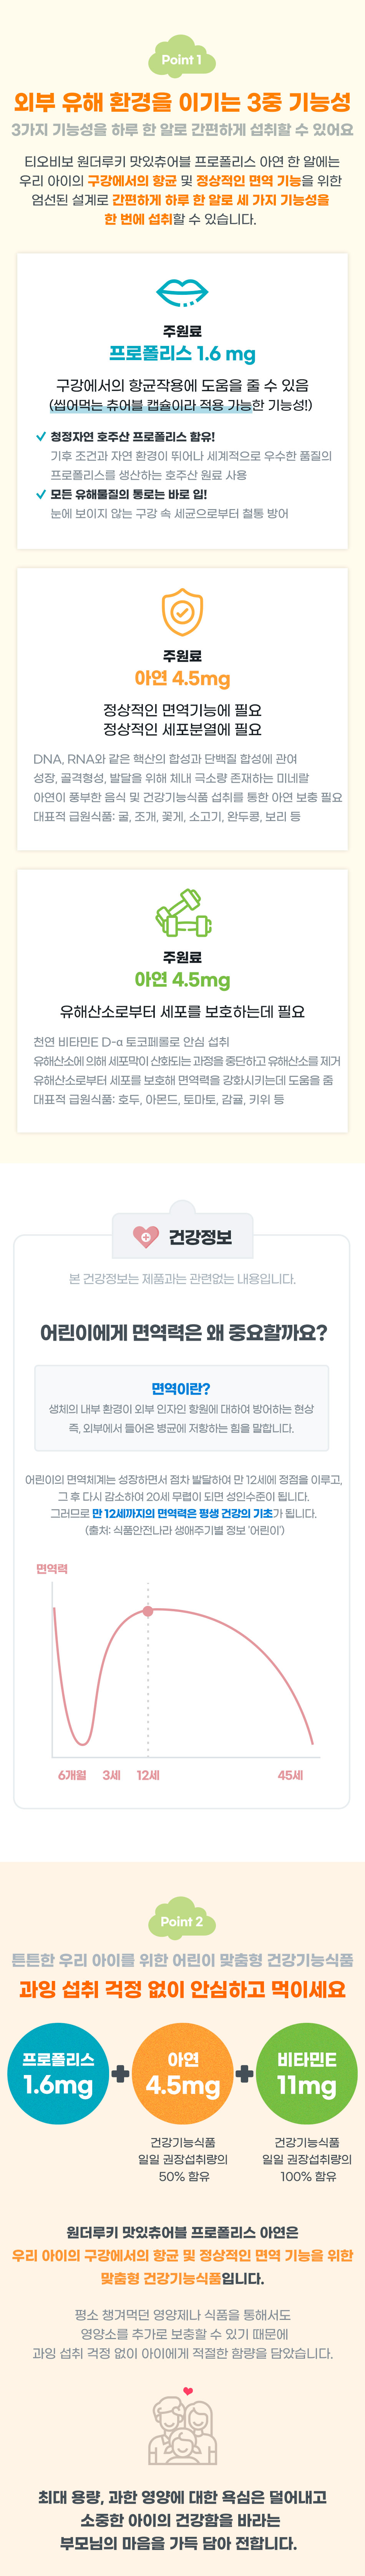 Point 1
외부 유해 환경을 이기는 3중 기능성
3가지 기능성을 하루 한 알로 간편하게 섭취할 수 있어요
티오비보 원더루키 맛있츄어블 프로폴리스 아연 한 알에는
우리 아이의 구강에서의 항균 및 정상적인 면역 기능을 위한
엄선된 설계로 간편하게 하루 한 알로 세 가지 기능성을
한 번에 섭취할 수 있습니다.
주원료
프로폴리스 1.6 mg
구강에서의 항균작용에 도움을 줄 수 있음
(씹어먹는 츄어블 캡슐이라 적용 가능한 기능성!)
청정자연 호주산 프로폴리스 함유!
기후 조건과 자연 환경이 뛰어나 세계적으로 우수한 품질의
프로폴리스를 생산하는 호주산 원료 사용
모든 유해물질의 통로는 바로 입!
눈에 보이지 않는 구강 속 세균으로부터 철통 방어
주원료
아연 4.5mg
정상적인 면역기능에 필요
정상적인 세포분열에 필요
DNA, RNA와 같은 핵산의 합성과 단백질 합성에 관여
성장, 골격형성, 발달을 위해 체내 극소량 존재하는 미네랄
아연이 풍부한 음식 및 건강기능식품 섭취를 통한 아연 보충 필요
대표적 급원식품: 굴, 조개, 꽃게, 소고기, 완두콩, 보리 등
주원료
아연 4.5mg
유해산소로부터 세포를 보호하는데 필요
천연 비타민E D-α 토코페롤로 안심 섭취
유해산소에 의해 세포막이 산화되는 과정을 중단하고 유해산소를 제거
유해산소로부터 세포를 보호해 면역력을 강화시키는데 도움을 줌
대표적 급원식품: 호두, 아몬드, 토마토, 감귤, 키위 등
건강정보
본 건강정보는 제품과는 관련없는 내용입니다.
어린이에게 면역력은 왜 중요할까요?
면역이란?
생체의 내부 환경이 외부 인자인 항원에 대하여 방어하는 현상
즉, 외부에서 들어온 병균에 저항하는 힘을 말합니다.
어린이의 면역체계는 성장하면서 점차 발달하여 만 12세에 정점을 이루고,
그 후 다시 감소하여 20세 무렵이 되면 성인수준이 됩니다.
그러므로 만 12세까지의 면역력은 평생 건강의 기초가 됩니다.
(출처: 식품안전나라 생애주기별 정보 '어린이')
면역력
6개월 3세 12세 45세
Point 2
튼튼한 우리 아이를 위한 어린이 맞춤형 건강기능식품
과잉 섭취 걱정 없이 안심하고 먹이세요
프로폴리스 아연 비타민E
1.6mg + 4.5mg + 11mg
건강기능식품 건강기능식품
일일 권장섭취량의 일일 권장섭취량의
50% 함유 100% 함유
원더루키 맛있츄어블 프로폴리스 아연은
우리 아이의 구강에서의 항균 및 정상적인 면역 기능을 위한
맞춤형 건강기능식품입니다.
평소 챙겨먹던 영양제나 식품을 통해서도
영양소를 추가로 보충할 수 있기 때문에
과잉 섭취 걱정 없이 아이에게 적절한 함량을 담았습니다.
최대 용량, 과한 영양에 대한 욕심은 덜어내고
소중한 아이의 건강함을 바라는
부모님의 마음을 가득 담아 전합니다.